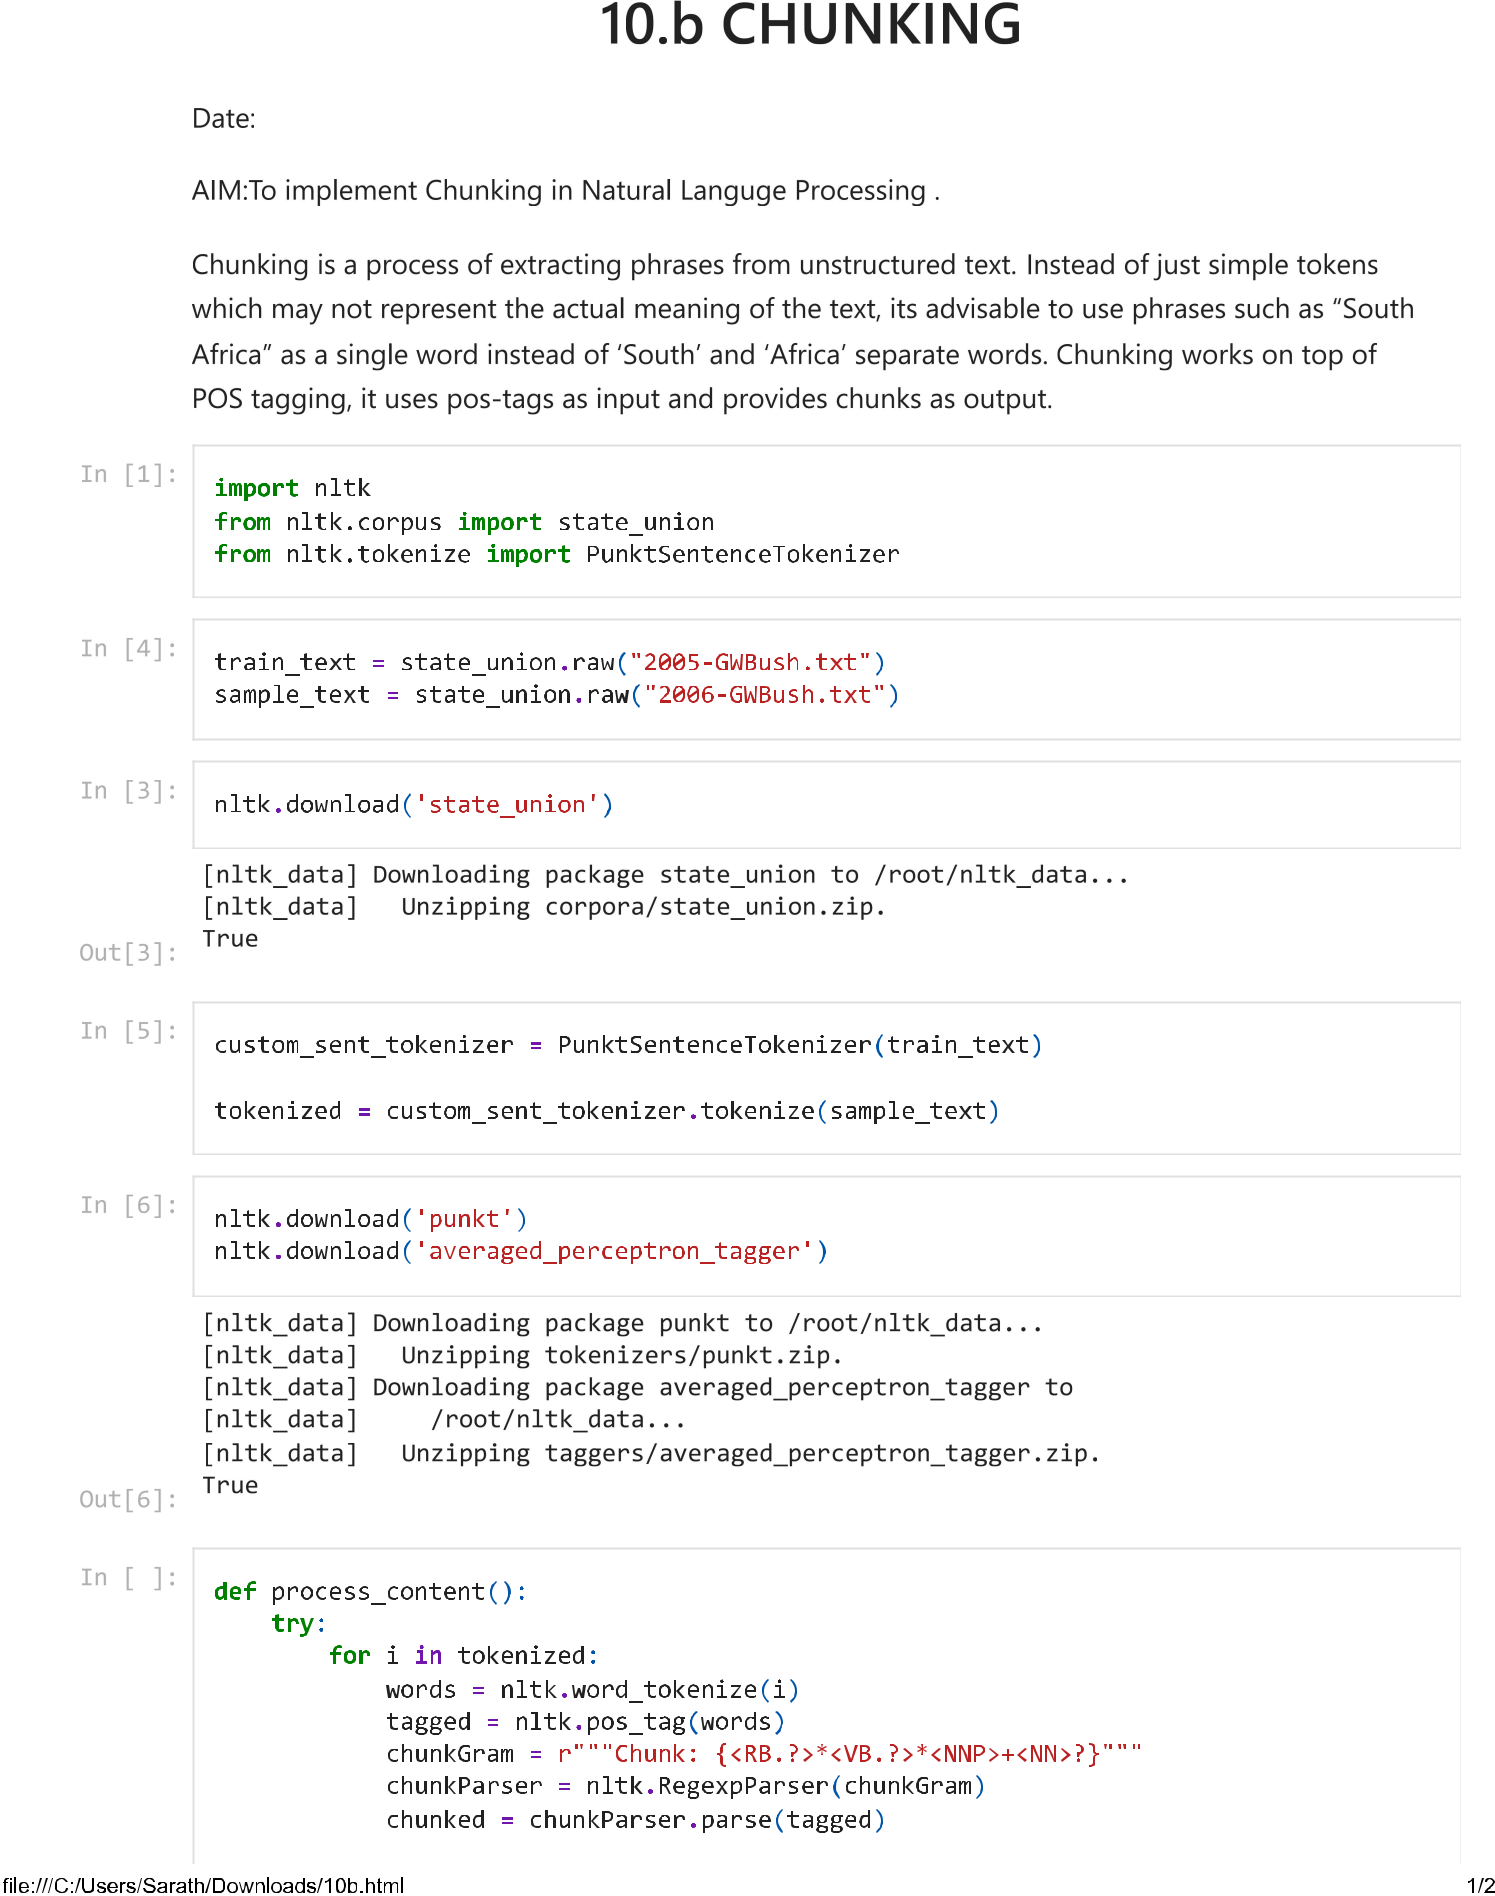 10.b CHUNKING
Date:
AIM:To implement Chunking in Natural Languge Processing .
Chunking is a process of extracting phrases from unstructured text. Instead of just simple tokens
which may not represent the actual meaning of the text, its advisable to use phrases such as “South
Africa” as a single word instead of ‘South’ and ‘Africa’ separate words. Chunking works on top of
POS tagging, it uses pos-tags as input and provides chunks as output.
In [1]:
import nltk
from nltk.corpus import state_union
from nltk.tokenize import PunktSentenceTokenizer
In [4]:
train_text = state_union.raw("2005-GWBush.txt")
sample_text = state_union.raw("2006-GWBush.txt")
In [3]:
nltk.download('state_union')
[nltk_data] Downloading package state_union to /root/nltk_data...
[nltk_data]   Unzipping corpora/state_union.zip.
Out[3]: True
In [5]:
custom_sent_tokenizer = PunktSentenceTokenizer(train_text)
tokenized = custom_sent_tokenizer.tokenize(sample_text)
In [6]:
nltk.download('punkt')
nltk.download('averaged_perceptron_tagger')
[nltk_data] Downloading package punkt to /root/nltk_data...
[nltk_data]   Unzipping tokenizers/punkt.zip.
[nltk_data] Downloading package averaged_perceptron_tagger to
[nltk_data]     /root/nltk_data...
[nltk_data]   Unzipping taggers/averaged_perceptron_tagger.zip.
Out[6]: True
In [ ]:
def process_content():
    try:
        for i in tokenized:
            words = nltk.word_tokenize(i)
            tagged = nltk.pos_tag(words)
            chunkGram = r"""Chunk: {<RB.?>*<VB.?>*<NNP>+<NN>?}"""
            chunkParser = nltk.RegexpParser(chunkGram)
            chunked = chunkParser.parse(tagged)
file:///C:/Users/Sarath/Downloads/10b.html 1/2